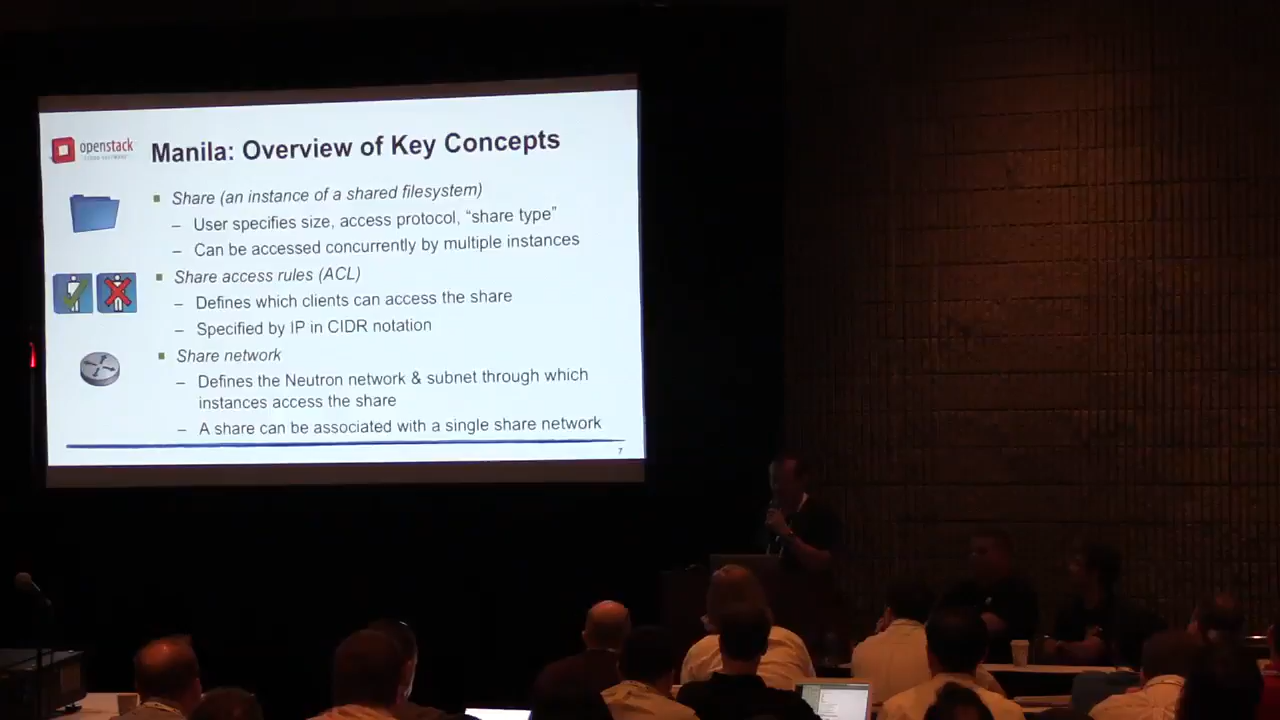 openstack
Manila: Overview of Key Concepts
Share (an instance of a shared filesystem)
– User specifies size, access protocol, “share type”
– Can be accessed concurrently by multiple instances
Share access rules (ACL)
– Defines which clients can access the share
– Specified by IP in CIDR notation
Share network
– Defines the Neutron network & subnet through which
instances access the share
– A share can be associated with a single share network
7